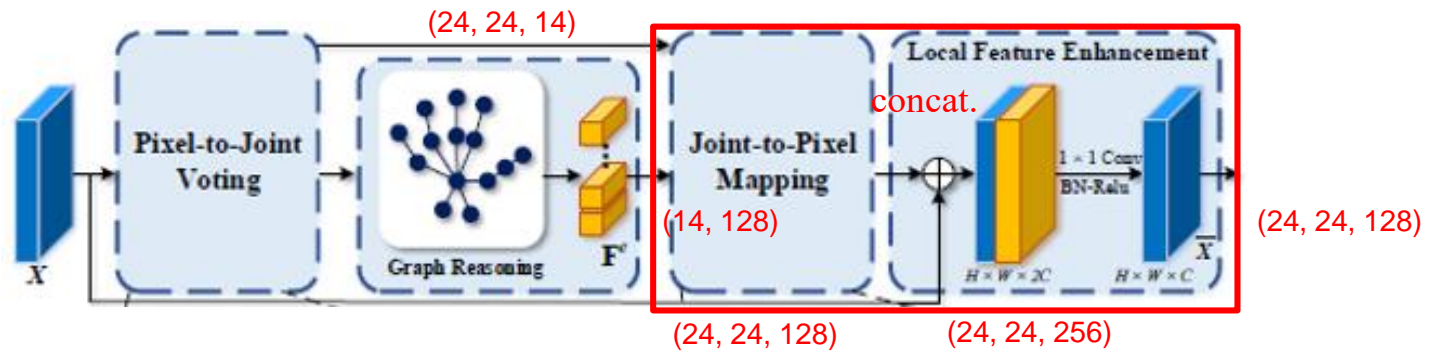 (24, 24, 14)
Local Feature Enhancement
concat.
Pixel-to-Joint
Voting
Joint-to-Pixel
Mapping
1 × 1 Conv
BN-Relu
(14, 128)
(24, 24, 128)
X
Graph Reasoning
F^e
H × W × 2C
X̄
H × W × C
(24, 24, 128)
(24, 24, 256)